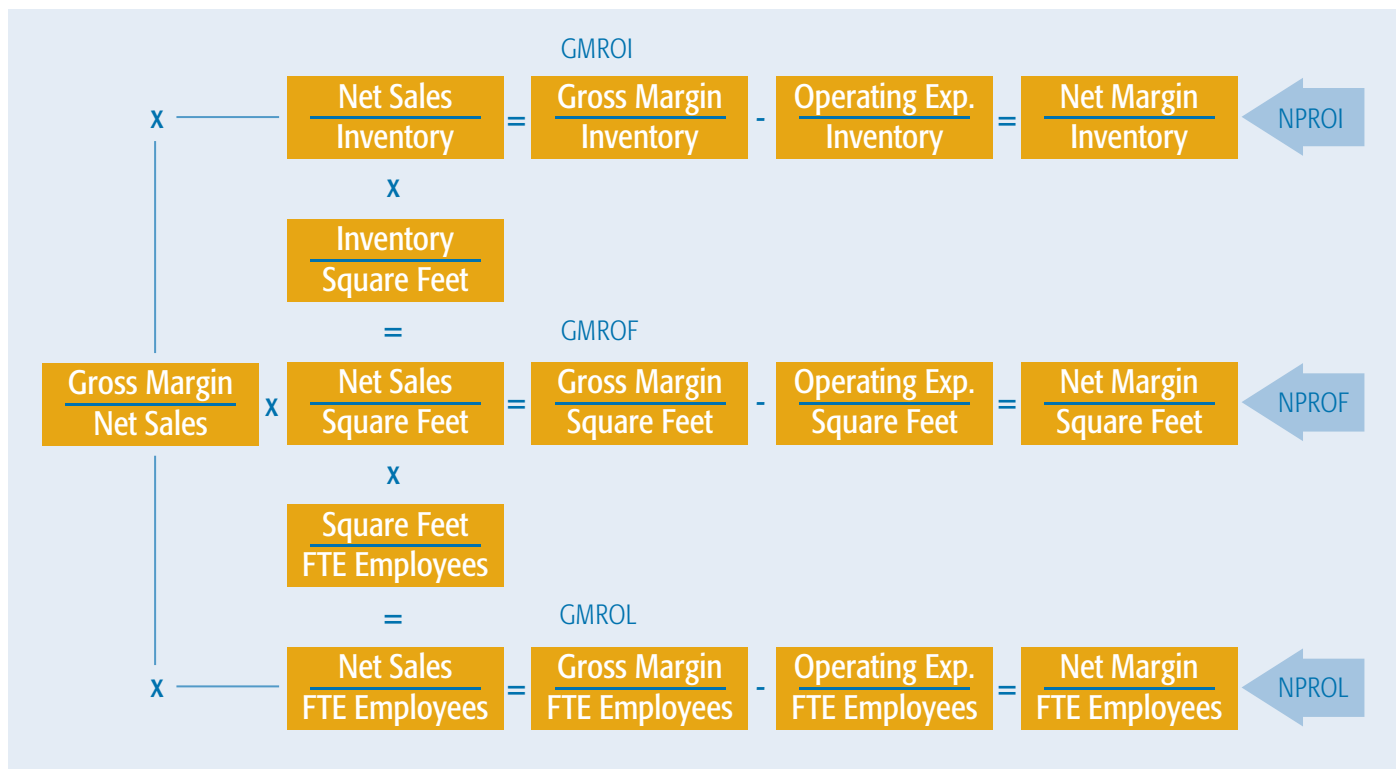 GMROI
x
Net Sales
Inventory
=
Gross Margin
Inventory
-
Operating Exp.
Inventory
=
Net Margin
Inventory
NPROI
x
Inventory
Square Feet
=
GMROF
Gross Margin
Net Sales
x
Net Sales
Square Feet
=
Gross Margin
Square Feet
-
Operating Exp.
Square Feet
=
Net Margin
Square Feet
NPROF
x
Square Feet
FTE Employees
=
GMROL
x
Net Sales
FTE Employees
=
Gross Margin
FTE Employees
-
Operating Exp.
FTE Employees
=
Net Margin
FTE Employees
NPROL